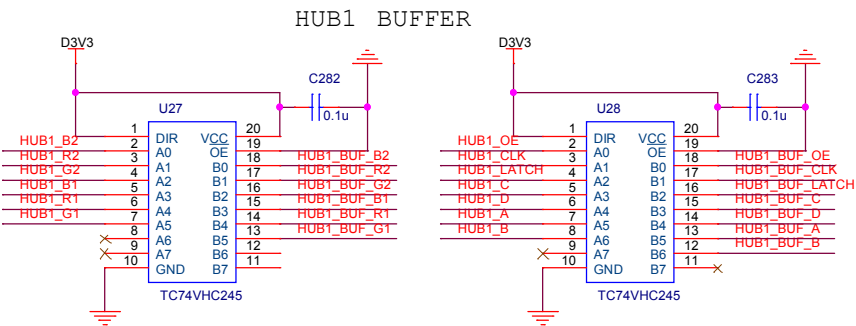 HUB1 BUFFER
D3V3
C282
0.1u
U27
1 DIR VCC 20
HUB1_B2 2 A0 OE 19
HUB1_R2 3 A1 B0 18 HUB1_BUF_B2
HUB1_G2 4 A2 B1 17 HUB1_BUF_R2
HUB1_B1 5 A3 B2 16 HUB1_BUF_G2
HUB1_R1 6 A4 B3 15 HUB1_BUF_B1
HUB1_G1 7 A5 B4 14 HUB1_BUF_R1
8 A6 B5 13 HUB1_BUF_G1
9 A7 B6 12
10 GND B7 11
TC74VHC245
D3V3
C283
0.1u
U28
1 DIR VCC 20
HUB1_OE 2 A0 OE 19
HUB1_CLK 3 A1 B0 18 HUB1_BUF_OE
HUB1_LATCH 4 A2 B1 17 HUB1_BUF_CLK
HUB1_C 5 A3 B2 16 HUB1_BUF_LATCH
HUB1_D 6 A4 B3 15 HUB1_BUF_C
HUB1_A 7 A5 B4 14 HUB1_BUF_D
HUB1_B 8 A6 B5 13 HUB1_BUF_A
9 A7 B6 12 HUB1_BUF_B
10 GND B7 11
TC74VHC245